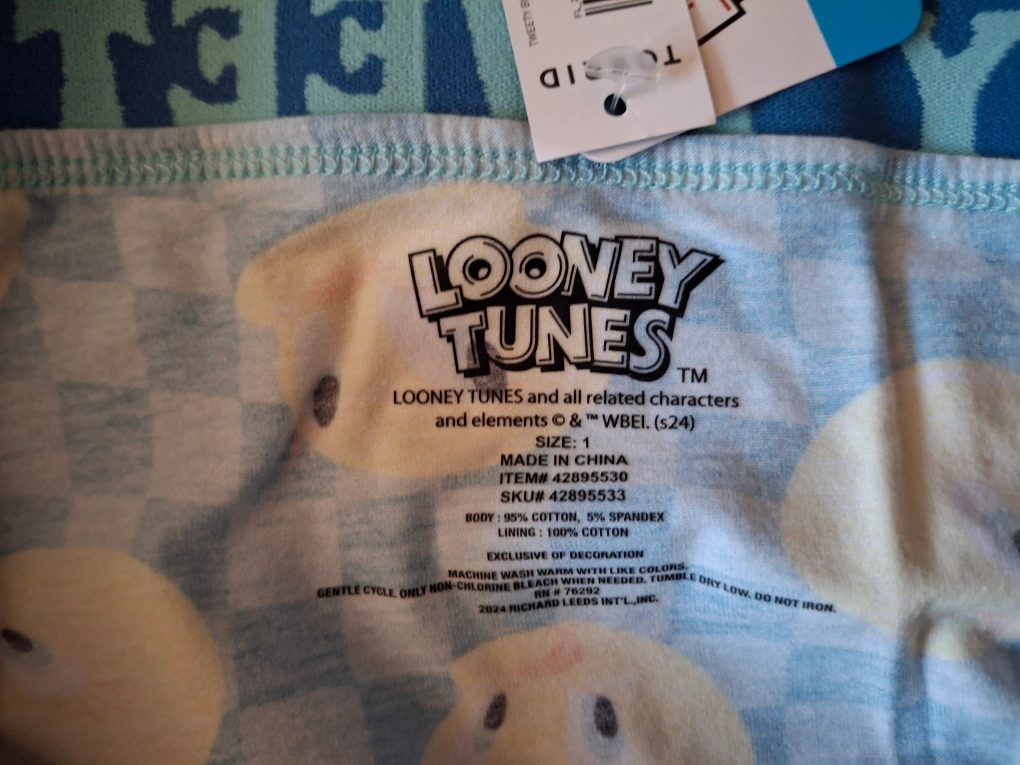 TWEETY
LOONEY
TUNES
TM
LOONEY TUNES and all related characters
and elements © & ™ WBEI. (s24)
SIZE: 1
MADE IN CHINA
ITEM# 42895530
SKU# 42895533
BODY : 95% COTTON, 5% SPANDEX
LINING : 100% COTTON
EXCLUSIVE OF DECORATION
MACHINE WASH WARM WITH LIKE COLORS.
GENTLE CYCLE. ONLY NON-CHLORINE BLEACH WHEN NEEDED. TUMBLE DRY LOW. DO NOT IRON.
RN # 76292
2024 RICHARD LEEDS INT'L.,INC.